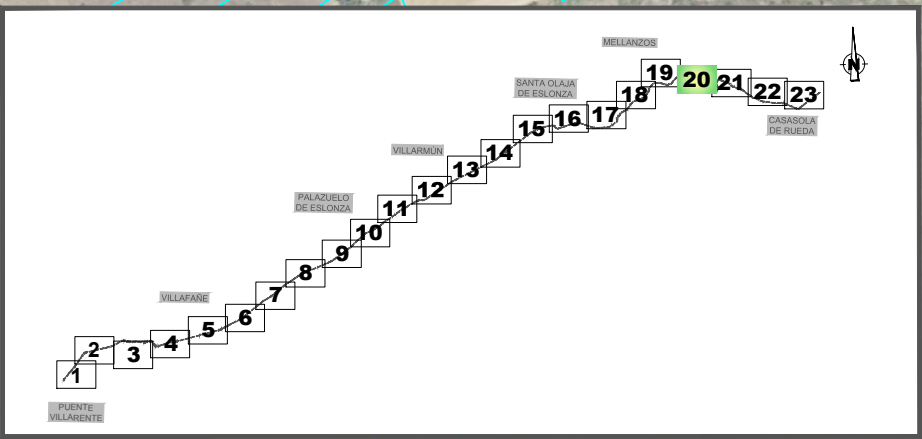 MELLANZOS
N
19
20
21
22
23
SANTA OLAJA
DE ESLONZA
18
17
16
15
CASASOLA
DE RUEDA
VILLARMÚN
14
13
12
PALAZUELO
DE ESLONZA
11
10
9
8
VILLAFAÑE
7
6
5
4
3
2
1
PUENTE
VILLARENTE